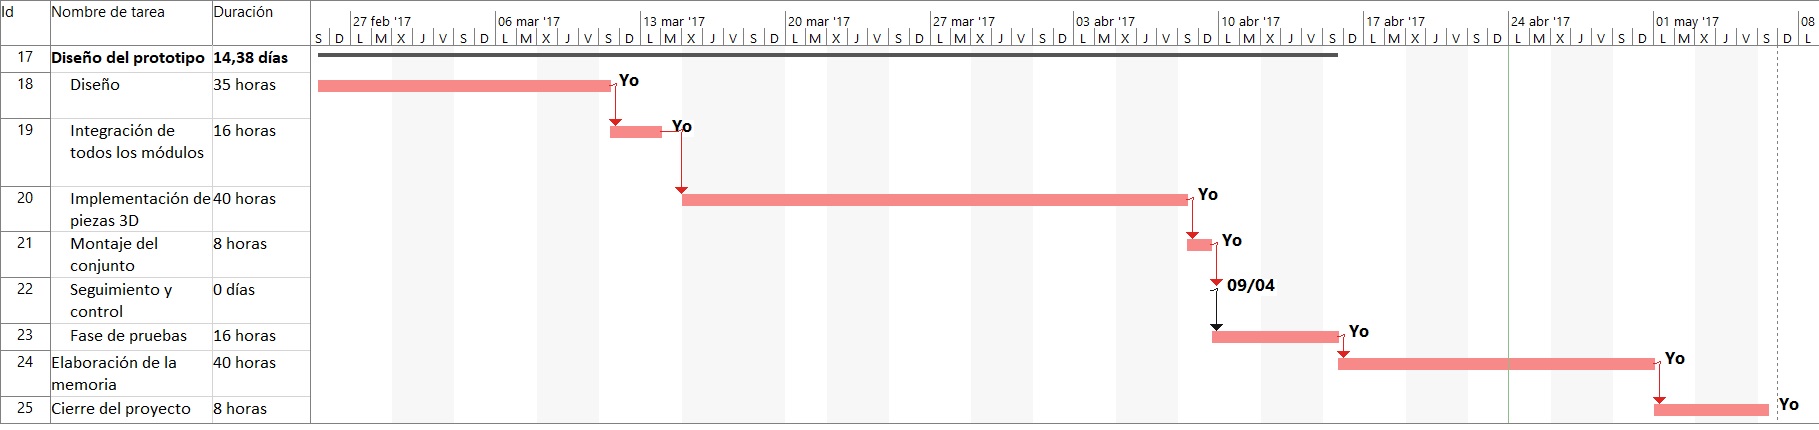 Id Nombre de tarea Duración 27 feb '17 06 mar '17 13 mar '17 20 mar '17 27 mar '17 03 abr '17 10 abr '17 17 abr '17 24 abr '17 01 may '17 08
S D L M X J V S D L M X J V S D L M X J V S D L M X J V S D L M X J V S D L M X J V S D L M X J V S D L M X J V S D L M X J V S D L M X J V S D L
17 Diseño del prototipo 14,38 días
18 Diseño 35 horas Yo
19 Integración de 16 horas Yo
todos los módulos
20 Implementación de 40 horas Yo
piezas 3D
21 Montaje del 8 horas Yo
conjunto
22 Seguimiento y 0 días 09/04
control
23 Fase de pruebas 16 horas Yo
24 Elaboración de la 40 horas Yo
memoria
25 Cierre del proyecto 8 horas Yo